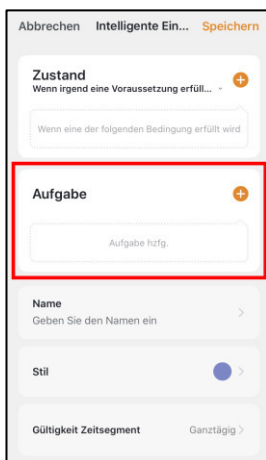 Abbrechen Intelligente Ein... Speichern
Zustand
Wenn irgend eine Voraussetzung erfüll...
Wenn eine der folgenden Bedingung erfüllt wird
Aufgabe
Aufgabe hzfg.
Name
Geben Sie den Namen ein
Stil
Gültigkeit Zeitsegment Ganztägig